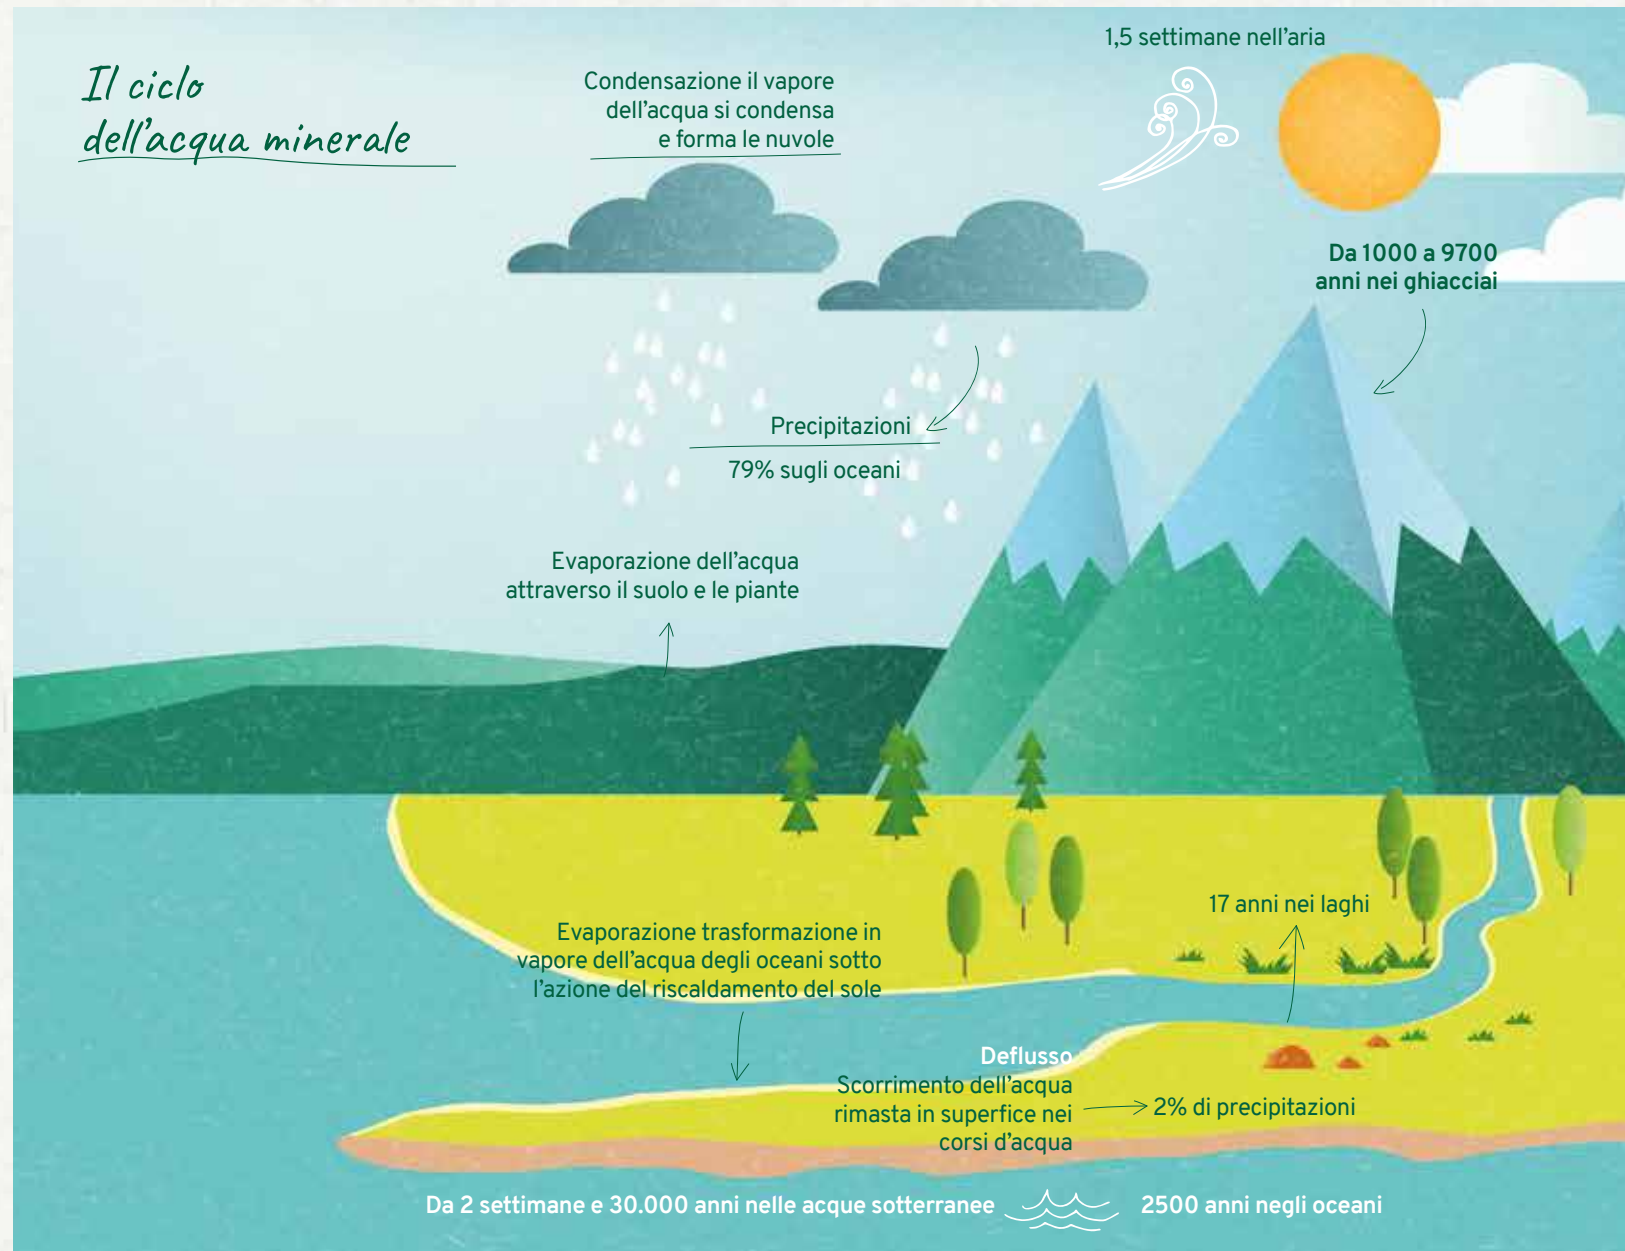 Il ciclo
dell'acqua minerale
Condensazione il vapore
dell'acqua si condensa
e forma le nuvole
1,5 settimane nell'aria
Da 1000 a 9700
anni nei ghiacciai
Precipitazioni
79% sugli oceani
Evaporazione dell'acqua
attraverso il suolo e le piante
17 anni nei laghi
Evaporazione trasformazione in
vapore dell'acqua degli oceani sotto
l'azione del riscaldamento del sole
Deflusso
Scorrimento dell'acqua
rimasta in superfice nei
corsi d'acqua
2% di precipitazioni
Da 2 settimane e 30.000 anni nelle acque sotterranee
2500 anni negli oceani